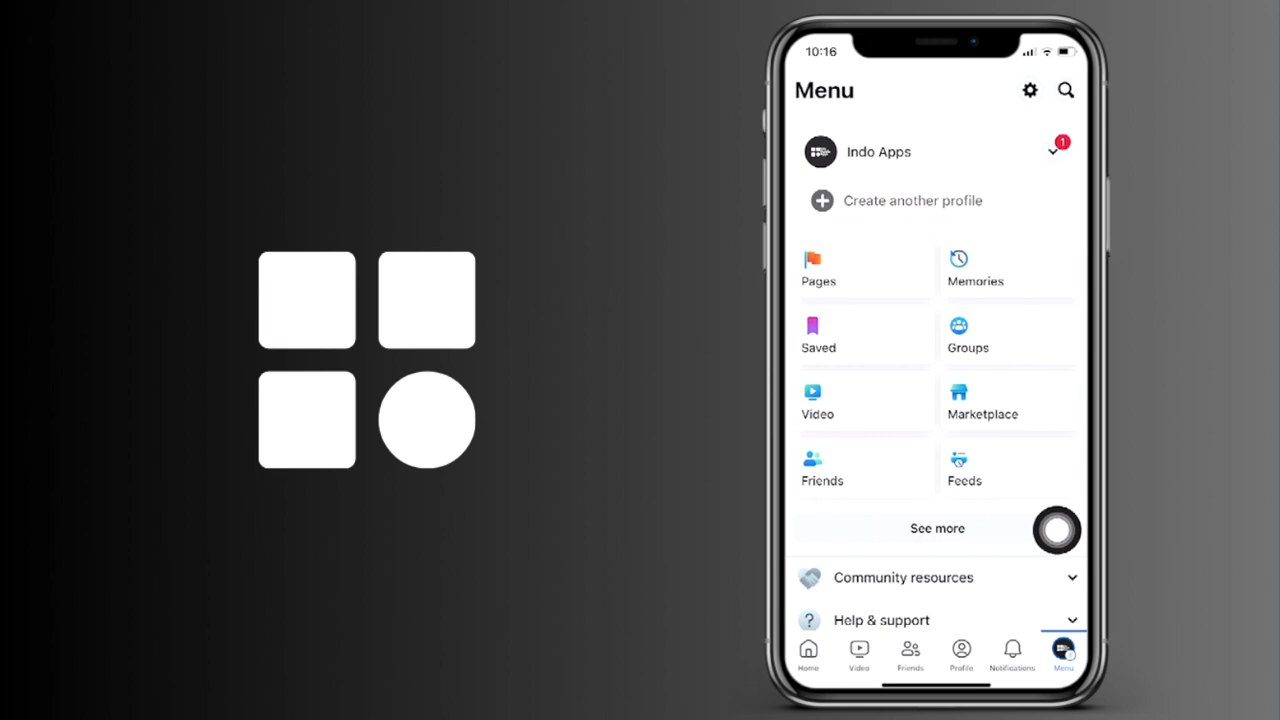 10:16
Menu
Indo Apps
1
Create another profile
Pages
Memories
Saved
Groups
Video
Marketplace
Friends
Feeds
See more
Community resources
?
Help & support
Home
Video
Friends
Profile
Notifications
Menu